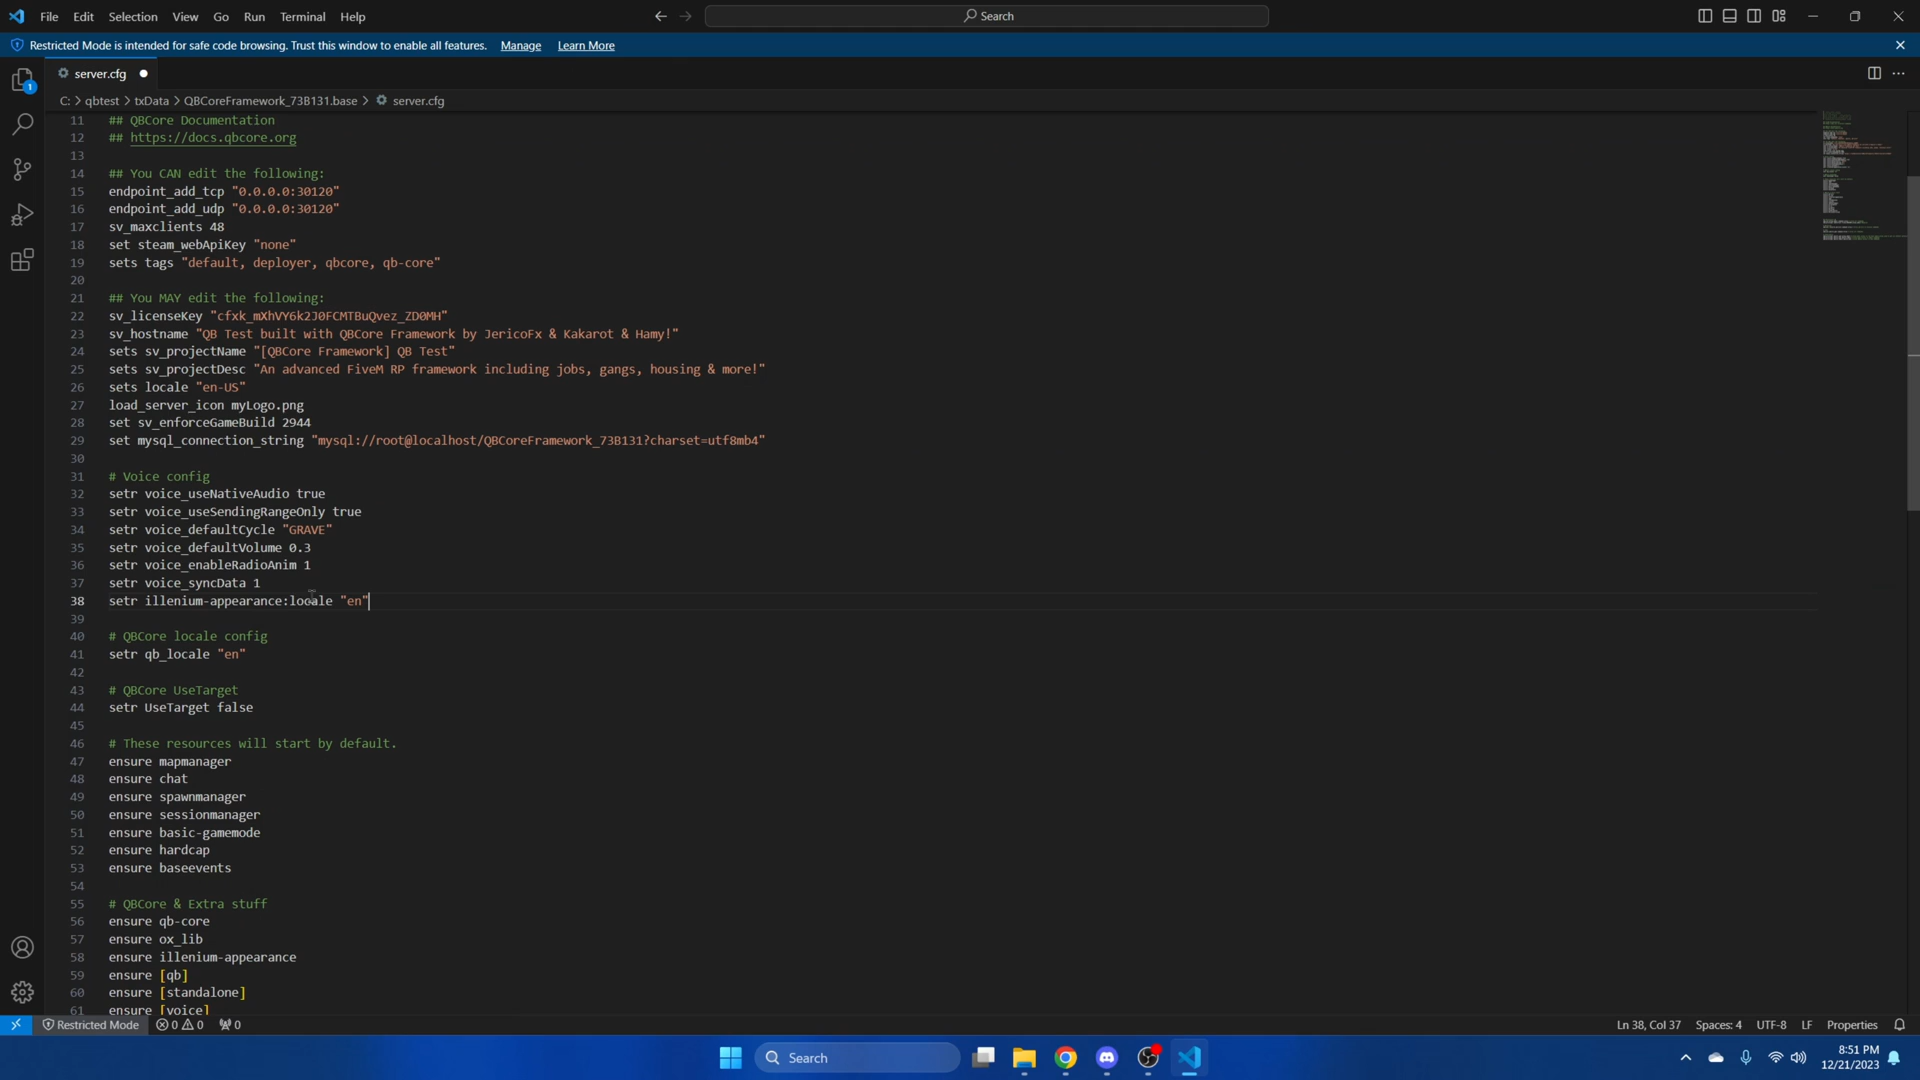 File Edit Selection View Go Run Terminal Help
Search
Restricted Mode is intended for safe code browsing. Trust this window to enable all features. Manage Learn More
server.cfg
C: > qbtest > txData > QBCoreFramework_73B131.base > server.cfg
11 ## QBCore Documentation
12 ## https://docs.qbcore.org
13
14 ## You CAN edit the following:
15 endpoint_add_tcp "0.0.0.0:30120"
16 endpoint_add_udp "0.0.0.0:30120"
17 sv_maxclients 48
18 set steam_webApiKey "none"
19 sets tags "default, deployer, qbcore, qb-core"
20
21 ## You MAY edit the following:
22 sv_licenseKey "cfxk_mXhVY6k2J0FCMTBuQvez_ZD0MH"
23 sv_hostname "QB Test built with QBCore Framework by JericoFx & Kakarot & Hamy!"
24 sets sv_projectName "[QBCore Framework] QB Test"
25 sets sv_projectDesc "An advanced FiveM RP framework including jobs, gangs, housing & more!"
26 sets locale "en-US"
27 load_server_icon myLogo.png
28 set sv_enforceGameBuild 2944
29 set mysql_connection_string "mysql://root@localhost/QBCoreFramework_73B131?charset=utf8mb4"
30
31 # Voice config
32 setr voice_useNativeAudio true
33 setr voice_useSendingRangeOnly true
34 setr voice_defaultCycle "GRAVE"
35 setr voice_defaultVolume 0.3
36 setr voice_enableRadioAnim 1
37 setr voice_syncData 1
38 setr illenium-appearance:locale "en"
39
40 # QBCore locale config
41 setr qb_locale "en"
42
43 # QBCore UseTarget
44 setr UseTarget false
45
46 # These resources will start by default.
47 ensure mapmanager
48 ensure chat
49 ensure spawnmanager
50 ensure sessionmanager
51 ensure basic-gamemode
52 ensure hardcap
53 ensure baseevents
54
55 # QBCore & Extra stuff
56 ensure qb-core
57 ensure ox_lib
58 ensure illenium-appearance
59 ensure [qb]
60 ensure [standalone]
61 ensure [voice]
1
Restricted Mode 0 0 0 Ln 38, Col 37 Spaces: 4 UTF-8 LF Properties
Search
8:51 PM
12/21/2023